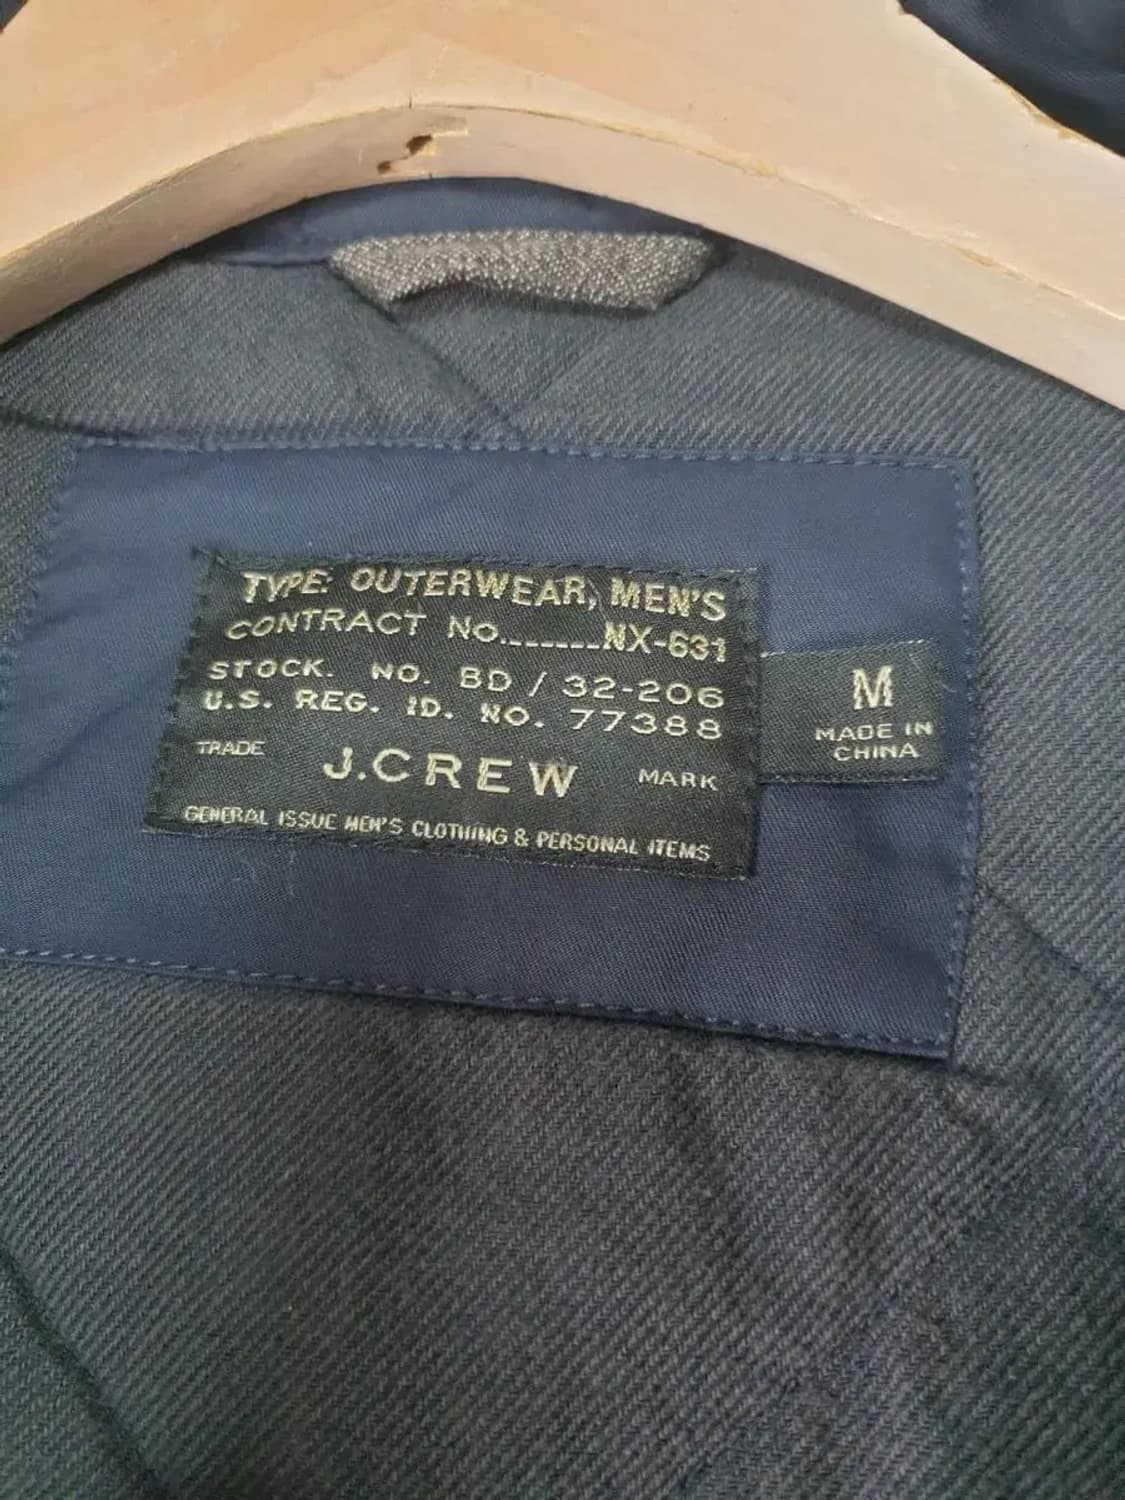 TYPE: OUTERWEAR, MEN'S
CONTRACT NO........NX-631
STOCK. NO. BD / 32-206
U.S. REG. ID. NO. 77388
TRADE J.CREW MARK
GENERAL ISSUE MEN'S CLOTHING & PERSONAL ITEMS
M
MADE IN
CHINA